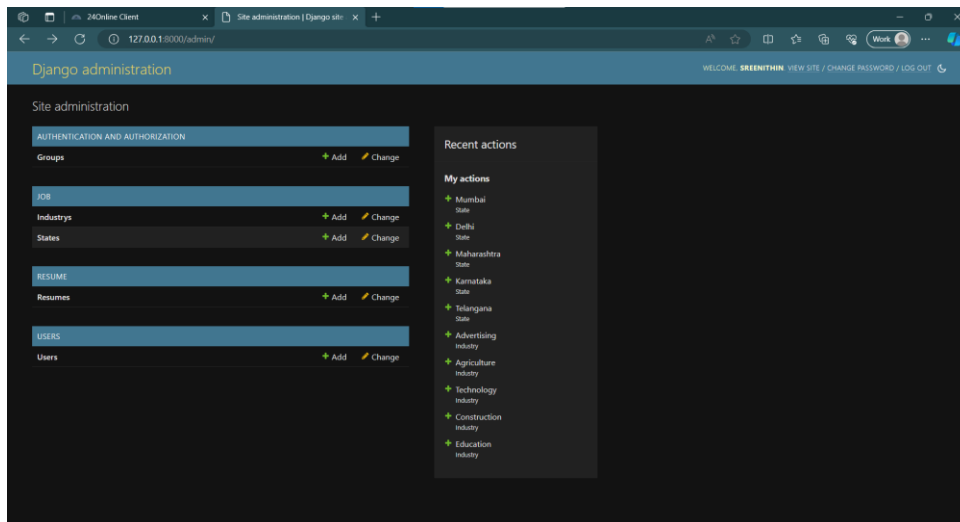 24Online Client
Site administration | Django site
127.0.0.1:8000/admin/
Work
Django administration
WELCOME, SREENITHIN. VIEW SITE / CHANGE PASSWORD / LOG OUT
Site administration
AUTHENTICATION AND AUTHORIZATION
Groups + Add Change
JOB
Industrys + Add Change
States + Add Change
RESUME
Resumes + Add Change
USERS
Users + Add Change
Recent actions
My actions
+ Mumbai
State
+ Delhi
State
+ Maharashtra
State
+ Karnataka
State
+ Telangana
State
+ Advertising
Industry
+ Agriculture
Industry
+ Technology
Industry
+ Construction
Industry
+ Education
Industry